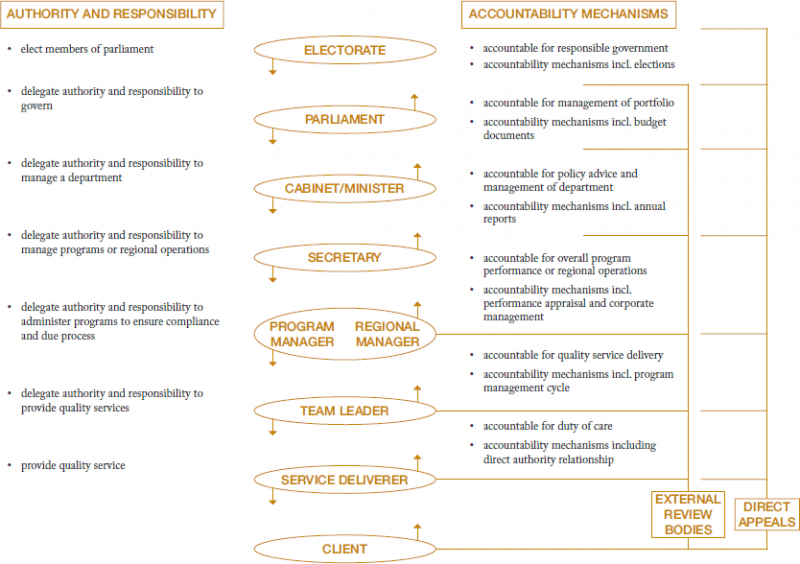 AUTHORITY AND RESPONSIBILITY
• elect members of parliament
• delegate authority and responsibility to
govern
• delegate authority and responsibility to
manage a department
• delegate authority and responsibility to
manage programs or regional operations
• delegate authority and responsibility to
administer programs to ensure compliance
and due process
• delegate authority and responsibility to
provide quality services
• provide quality service
ELECTORATE
PARLIAMENT
CABINET/MINISTER
SECRETARY
PROGRAM
MANAGER
REGIONAL
MANAGER
TEAM LEADER
SERVICE DELIVERER
CLIENT
ACCOUNTABILITY MECHANISMS
• accountable for responsible government
• accountability mechanisms incl. elections
• accountable for management of portfolio
• accountability mechanisms incl. budget
documents
• accountable for policy advice and
management of department
• accountability mechanisms incl. annual
reports
• accountable for overall program
performance or regional operations
• accountability mechanisms incl.
performance appraisal and corporate
management
• accountable for quality service delivery
• accountability mechanisms incl. program
management cycle
• accountable for duty of care
• accountability mechanisms including
direct authority relationship
EXTERNAL
REVIEW
BODIES
DIRECT
APPEALS